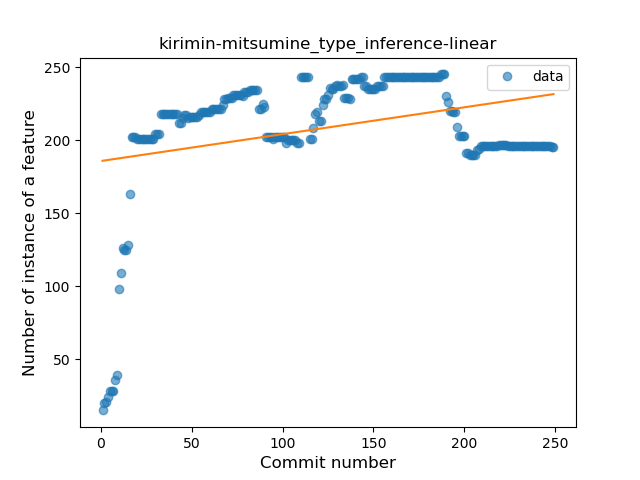 kirimin-mitsumine_type_inference-linear
data
Number of instance of a feature
250
200
150
100
50
0 50 100 150 200 250
Commit number